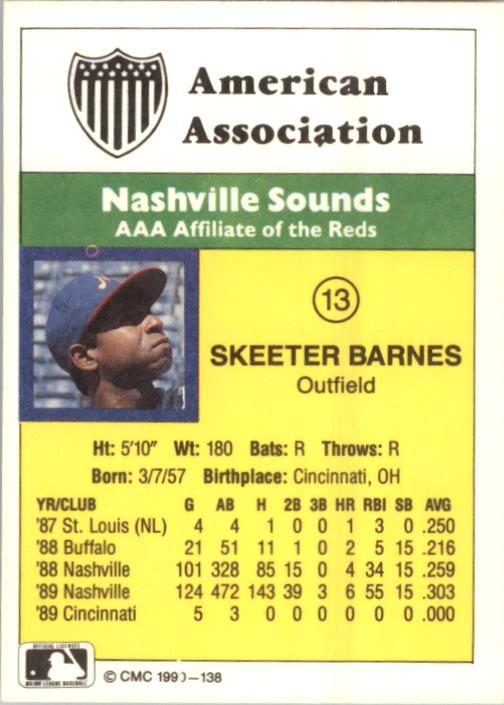 American
Association
Nashville Sounds
AAA Affiliate of the Reds
13
SKEETER BARNES
Outfield
Ht: 5'10" Wt: 180 Bats: R Throws: R
Born: 3/7/57 Birthplace: Cincinnati, OH
YR/CLUB G AB H 2B 3B HR RBI SB AVG
'87 St. Louis (NL) 4 4 1 0 0 1 3 0 .250
'88 Buffalo 21 51 11 1 0 2 5 15 .216
'88 Nashville 101 328 85 15 0 4 34 15 .259
'89 Nashville 124 472 143 39 3 6 55 15 .303
'89 Cincinnati 5 3 0 0 0 0 0 0 .000
OFFICIAL LICENSEE
MAJOR LEAGUE BASEBALL
© CMC 1990–138